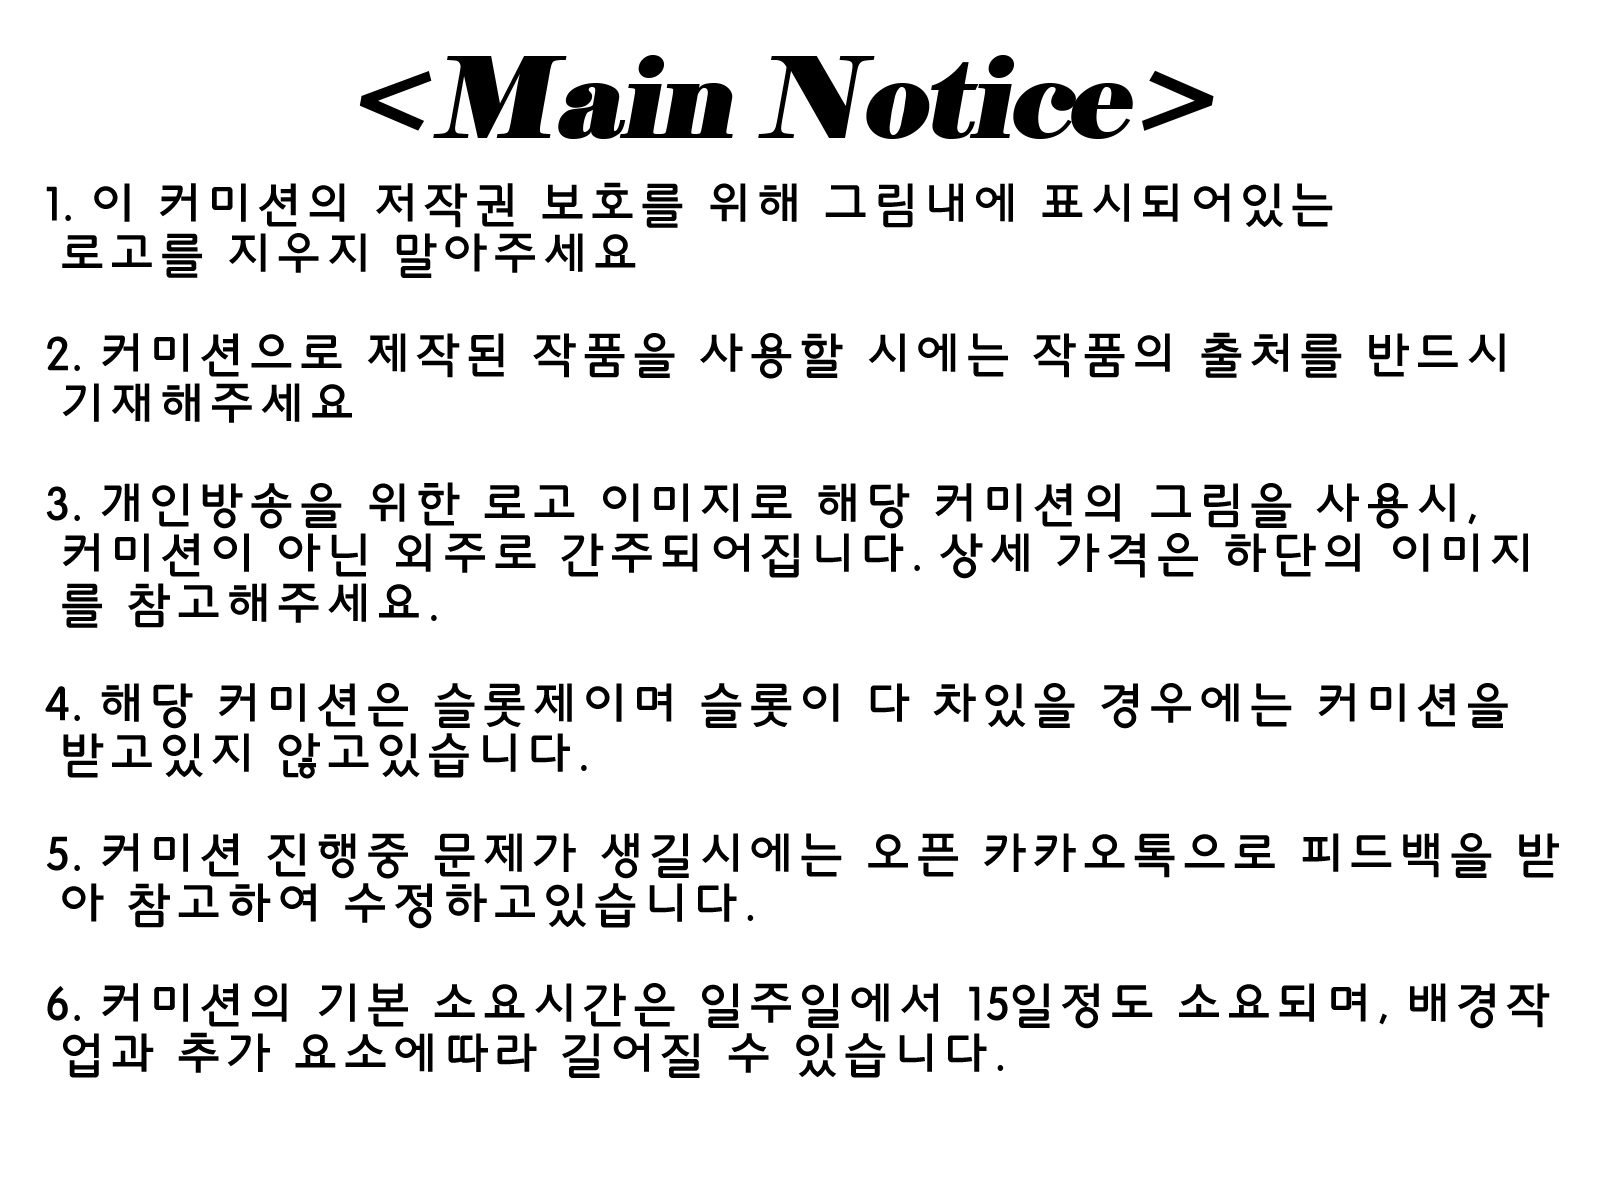 <Main Notice>
1. 이 커미션의 저작권 보호를 위해 그림내에 표시되어있는
로고를 지우지 말아주세요
2. 커미션으로 제작된 작품을 사용할 시에는 작품의 출처를 반드시
기재해주세요
3. 개인방송을 위한 로고 이미지로 해당 커미션의 그림을 사용시,
커미션이 아닌 외주로 간주되어집니다. 상세 가격은 하단의 이미지
를 참고해주세요.
4. 해당 커미션은 슬롯제이며 슬롯이 다 차있을 경우에는 커미션을
받고있지 않고있습니다.
5. 커미션 진행중 문제가 생길시에는 오픈 카카오톡으로 피드백을 받
아 참고하여 수정하고있습니다.
6. 커미션의 기본 소요시간은 일주일에서 15일정도 소요되며, 배경작
업과 추가 요소에따라 길어질 수 있습니다.